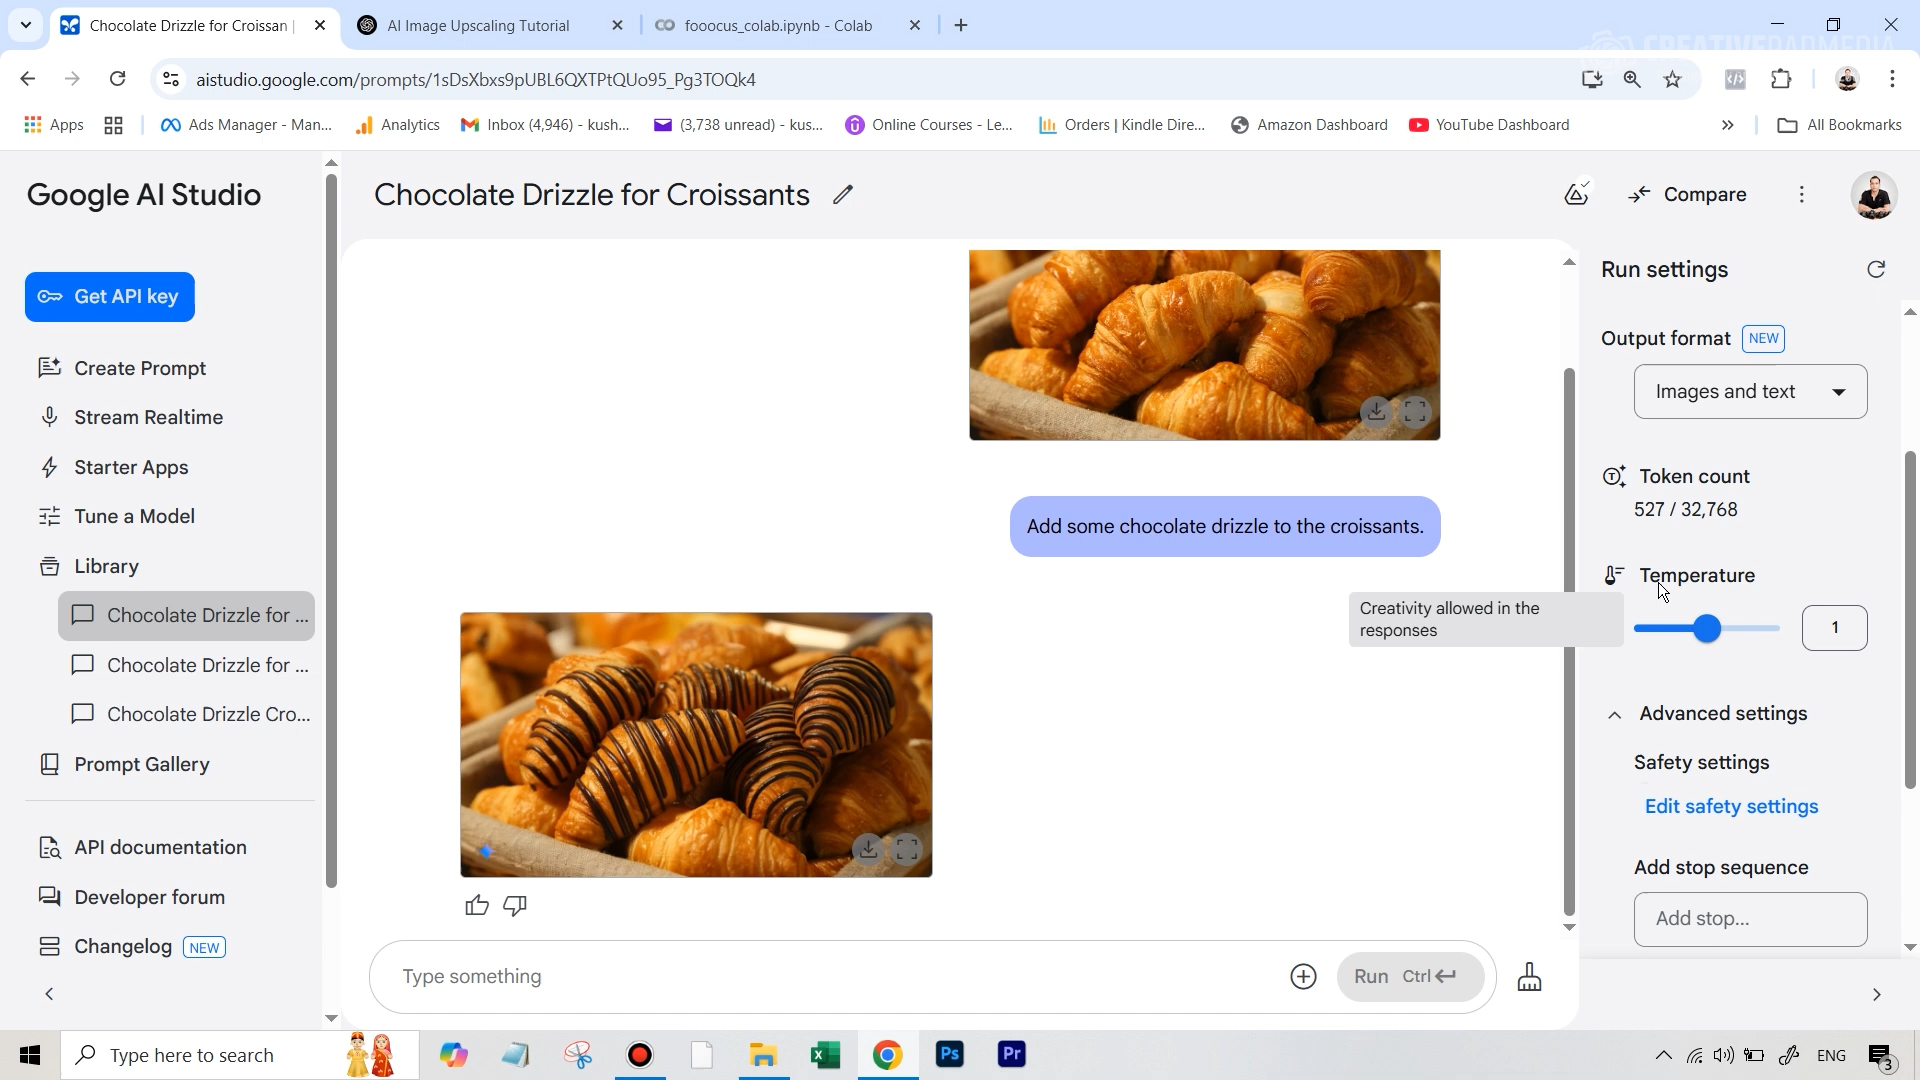 Chocolate Drizzle for Croissan
AI Image Upscaling Tutorial
fooocus_colab.ipynb - Colab
CREATIVEDADMEDIA
aistudio.google.com/prompts/1sDsXbxs9pUBL6QXTPtQUo95_Pg3TOQk4
Apps
Ads Manager - Man...
Analytics
Inbox (4,946) - kush...
(3,738 unread) - kus...
Online Courses - Le...
Orders | Kindle Dire...
Amazon Dashboard
YouTube Dashboard
All Bookmarks
Google AI Studio
Get API key
Create Prompt
Stream Realtime
Starter Apps
Tune a Model
Library
Chocolate Drizzle for ...
Chocolate Drizzle for ...
Chocolate Drizzle Cro...
Prompt Gallery
API documentation
Developer forum
Changelog NEW
Chocolate Drizzle for Croissants
Compare
Add some chocolate drizzle to the croissants.
Type something
Run Ctrl
Run settings
Output format NEW
Images and text
Token count
527 / 32,768
Temperature
Creativity allowed in the
responses
1
Advanced settings
Safety settings
Edit safety settings
Add stop sequence
Add stop...
Type here to search
Ps
Pr
ENG
3